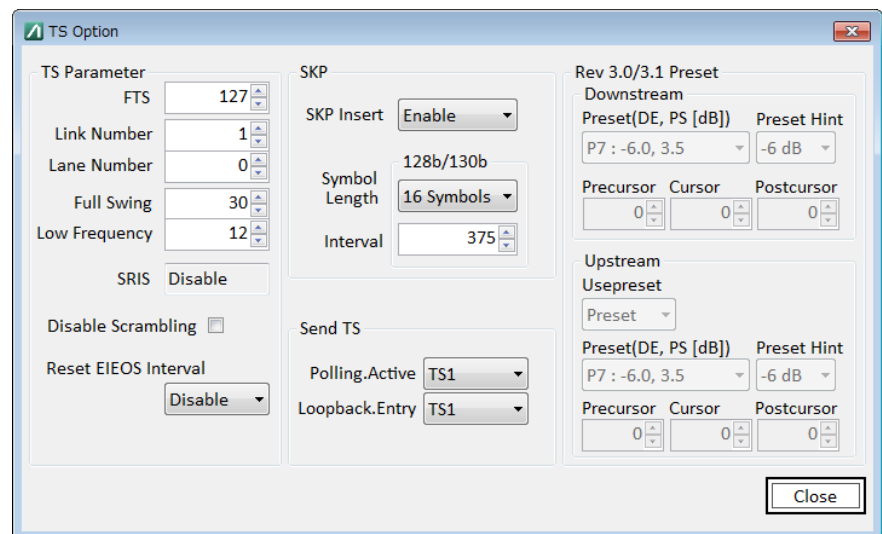 TS Option
TS Parameter
FTS 127
Link Number 1
Lane Number 0
Full Swing 30
Low Frequency 12
SRIS Disable
Disable Scrambling
Reset EIEOS Interval
Disable
SKP
SKP Insert Enable
128b/130b
Symbol
Length 16 Symbols
Interval 375
Send TS
Polling.Active TS1
Loopback.Entry TS1
Rev 3.0/3.1 Preset
Downstream
Preset(DE, PS [dB]) Preset Hint
P7 : -6.0, 3.5 -6 dB
Precursor Cursor Postcursor
0 0 0
Upstream
Usepreset
Preset
Preset(DE, PS [dB]) Preset Hint
P7 : -6.0, 3.5 -6 dB
Precursor Cursor Postcursor
0 0 0
Close